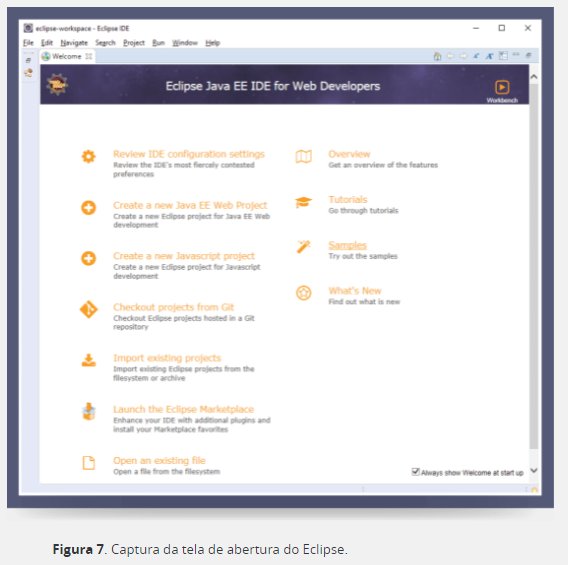 eclipse-workspace - Eclipse IDE
File Edit Navigate Search Project Run Window Help
Welcome
Eclipse Java EE IDE for Web Developers
Workbench
Review IDE configuration settings
Review the IDE's most fiercely contested
preferences
Create a new Java EE Web Project
Create a new Eclipse project for Java EE Web
development
Create a new Javascript project
Create a new Eclipse project for Javascript
development
Checkout projects from Git
Checkout Eclipse projects hosted in a Git
repository
Import existing projects
Import existing Eclipse projects from the
filesystem or archive
Launch the Eclipse Marketplace
Enhance your IDE with additional plugins and
install your Marketplace favorites
Open an existing file
Open a file from the filesystem
Overview
Get an overview of the features
Tutorials
Go through tutorials
Samples
Try out the samples
What's New
Find out what is new
Always show Welcome at start up
Figura 7. Captura da tela de abertura do Eclipse.